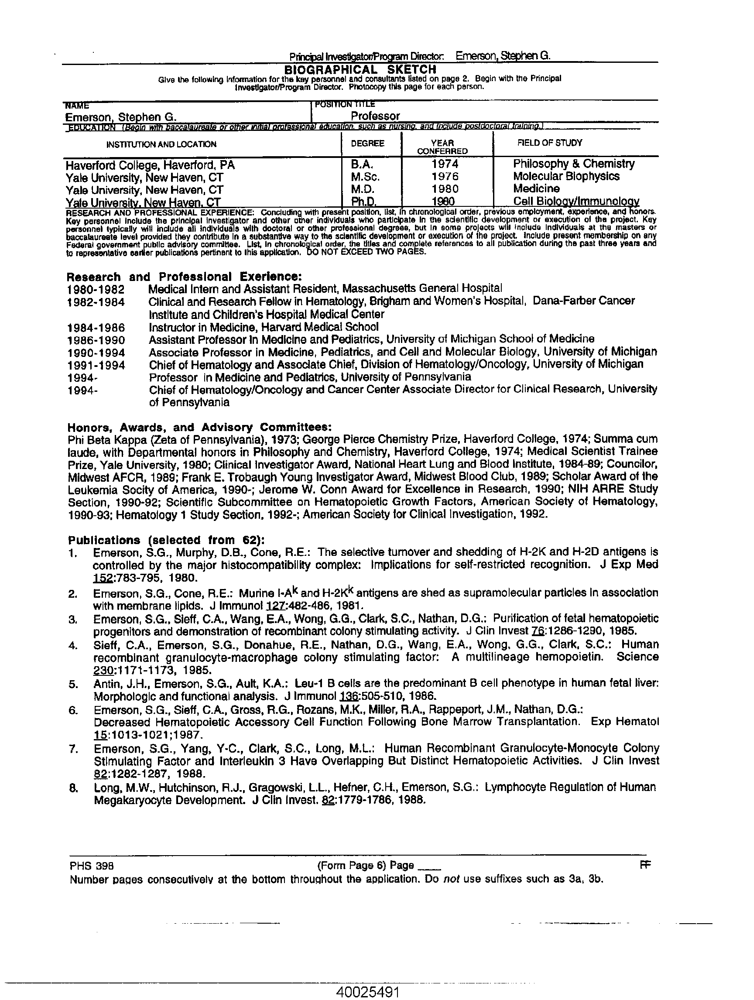 Principal Investigator/Program Director: Emerson, Stephen G.
BIOGRAPHICAL SKETCH
Give the following information for the key personnel and consultants listed on page 2. Begin with the Principal
Investigator/Program Director. Photocopy this page for each person.
NAME POSITION TITLE
Emerson, Stephen G. Professor
EDUCATION (Begin with baccalaureate or other initial professional education, such as nursing, and include postdoctoral training.)
INSTITUTION AND LOCATION DEGREE YEAR CONFERRED FIELD OF STUDY
Haverford College, Haverford, PA B.A. 1974 Philosophy & Chemistry
Yale University, New Haven, CT M.Sc. 1976 Molecular Biophysics
Yale University, New Haven, CT M.D. 1980 Medicine
Yale University, New Haven, CT Ph.D. 1980 Cell Biology/Immunology
RESEARCH AND PROFESSIONAL EXPERIENCE: Concluding with present position, list, in chronological order, previous employment, experience, and honors.
Key personnel include the principal investigator and other other individuals who participate in the scientific development or execution of the project. Key
personnel typically will include all individuals with doctoral or other professional degrees, but in some projects will include individuals at the masters or
baccalaureate level provided they contribute in a substantive way to the scientific development or execution of the project. Include present membership on any
Federal government public advisory committee. List, in chronological order, the titles and complete references to all publication during the past three years and
to representative earlier publications pertinent to this application. DO NOT EXCEED TWO PAGES.
Research and Professional Exerience:
1980-1982 Medical Intern and Assistant Resident, Massachusetts General Hospital
1982-1984 Clinical and Research Fellow in Hematology, Brigham and Women's Hospital, Dana-Farber Cancer
Institute and Children's Hospital Medical Center
1984-1986 Instructor in Medicine, Harvard Medical School
1986-1990 Assistant Professor in Medicine and Pediatrics, University of Michigan School of Medicine
1990-1994 Associate Professor in Medicine, Pediatrics, and Cell and Molecular Biology, University of Michigan
1991-1994 Chief of Hematology and Associate Chief, Division of Hematology/Oncology, University of Michigan
1994- Professor in Medicine and Pediatrics, University of Pennsylvania
1994- Chief of Hematology/Oncology and Cancer Center Associate Director for Clinical Research, University
of Pennsylvania
Honors, Awards, and Advisory Committees:
Phi Beta Kappa (Zeta of Pennsylvania), 1973; George Pierce Chemistry Prize, Haverford College, 1974; Summa cum
laude, with Departmental honors in Philosophy and Chemistry, Haverford College, 1974; Medical Scientist Trainee
Prize, Yale University, 1980; Clinical Investigator Award, National Heart Lung and Blood Institute, 1984-89; Councilor,
Midwest AFCR, 1989; Frank E. Trobaugh Young Investigator Award, Midwest Blood Club, 1989; Scholar Award of the
Leukemia Socity of America, 1990-; Jerome W. Conn Award for Excellence in Research, 1990; NIH ARRE Study
Section, 1990-92; Scientific Subcommittee on Hematopoietic Growth Factors, American Society of Hematology,
1990-93; Hematology 1 Study Section, 1992-; American Society for Clinical Investigation, 1992.
Publications (selected from 62):
1. Emerson, S.G., Murphy, D.B., Cone, R.E.: The selective turnover and shedding of H-2K and H-2D antigens is
controlled by the major histocompatibility complex: Implications for self-restricted recognition. J Exp Med
152:783-795, 1980.
2. Emerson, S.G., Cone, R.E.: Murine I-Ak and H-2Kk antigens are shed as supramolecular particles in association
with membrane lipids. J Immunol 127:482-486, 1981.
3. Emerson, S.G., Sieff, C.A., Wang, E.A., Wong, G.G., Clark, S.C., Nathan, D.G.: Purification of fetal hematopoietic
progenitors and demonstration of recombinant colony stimulating activity. J Clin Invest 76:1286-1290, 1985.
4. Sieff, C.A., Emerson, S.G., Donahue, R.E., Nathan, D.G., Wang, E.A., Wong, G.G., Clark, S.C.: Human
recombinant granulocyte-macrophage colony stimulating factor: A multilineage hemopoietin. Science
230:1171-1173, 1985.
5. Antin, J.H., Emerson, S.G., Ault, K.A.: Leu-1 B cells are the predominant B cell phenotype in human fetal liver:
Morphologic and functional analysis. J Immunol 136:505-510, 1986.
6. Emerson, S.G., Sieff, C.A., Gross, R.G., Rozans, M.K., Miller, R.A., Rappeport, J.M., Nathan, D.G.:
Decreased Hematopoietic Accessory Cell Function Following Bone Marrow Transplantation. Exp Hematol
15:1013-1021;1987.
7. Emerson, S.G., Yang, Y-C., Clark, S.C., Long, M.L.: Human Recombinant Granulocyte-Monocyte Colony
Stimulating Factor and Interleukin 3 Have Overlapping But Distinct Hematopoietic Activities. J Clin Invest
82:1282-1287, 1988.
8. Long, M.W., Hutchinson, R.J., Gragowski, L.L., Hefner, C.H., Emerson, S.G.: Lymphocyte Regulation of Human
Megakaryocyte Development. J Clin Invest. 82:1779-1786, 1988.
PHS 398 (Form Page 6) Page ____ FF
Number pages consecutively at the bottom throughout the application. Do not use suffixes such as 3a, 3b.
40025491